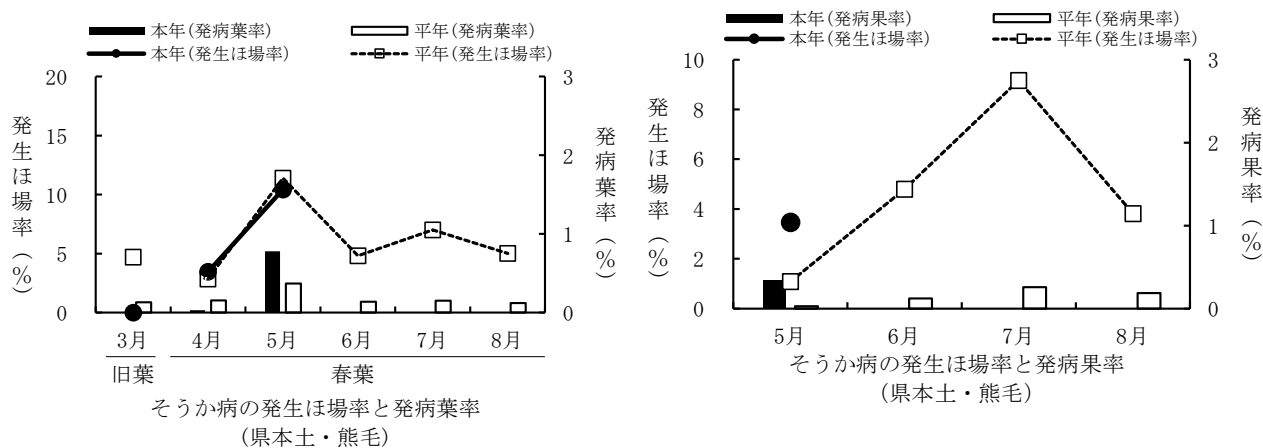 本年(発病葉率)
平年(発病葉率)
本年(発生ほ場率)
平年(発生ほ場率)
発生ほ場率(%)
20
15
10
5
0
発病葉率(%)
3
2
1
0
3月 4月 5月 6月 7月 8月
旧葉 春葉
そうか病の発生ほ場率と発病葉率
(県本土・熊毛)
本年(発病果率)
平年(発病果率)
本年(発生ほ場率)
平年(発生ほ場率)
発生ほ場率(%)
10
8
6
4
2
0
発病果率(%)
3
2
1
0
5月 6月 7月 8月
そうか病の発生ほ場率と発病果率
(県本土・熊毛)